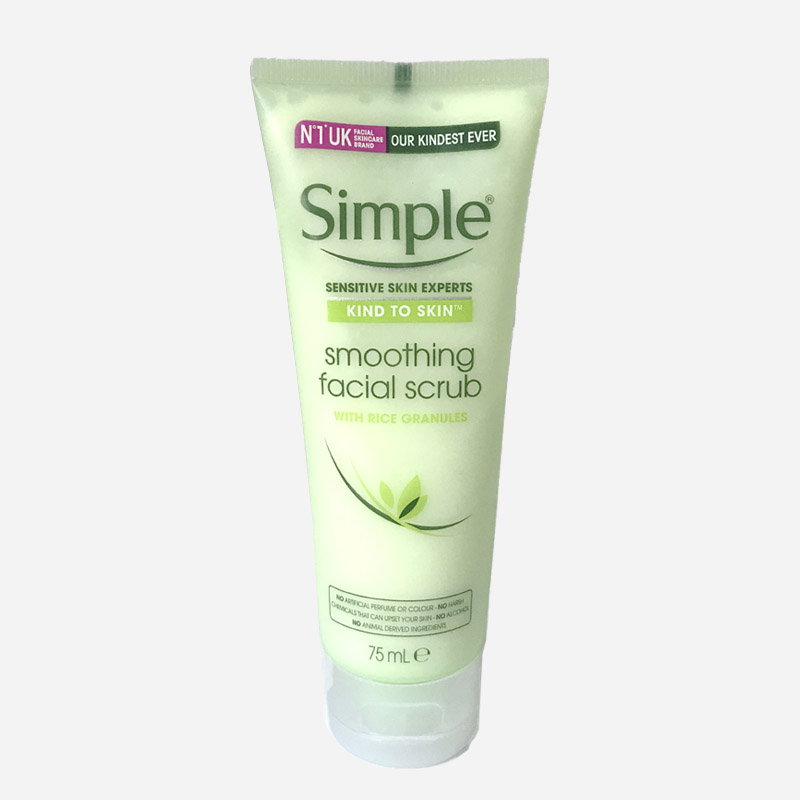 N°1*UK FACIAL SKINCARE BRAND OUR KINDEST EVER
Simple®
SENSITIVE SKIN EXPERTS
KIND TO SKIN™
smoothing
facial scrub
WITH RICE GRANULES
NO ARTIFICIAL PERFUME OR COLOUR - NO HARSH
CHEMICALS THAT CAN UPSET YOUR SKIN - NO ALCOHOL
NO ANIMAL DERIVED INGREDIENTS
75 mL ℮